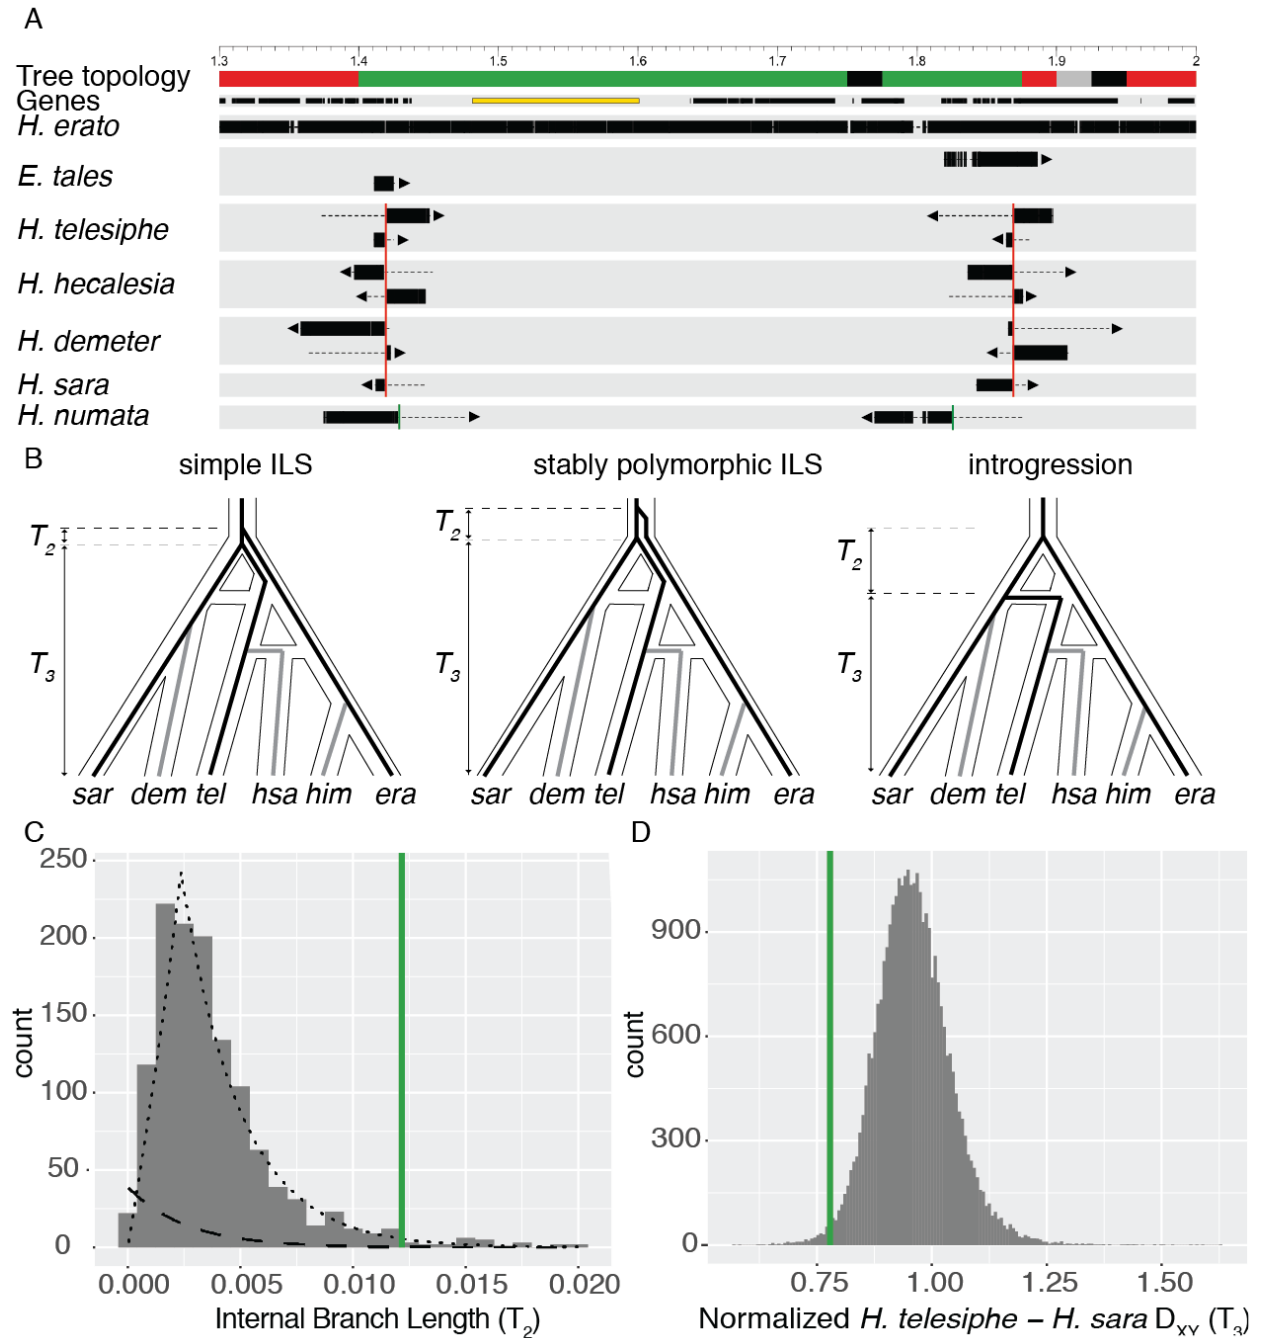 A
1.3 1.4 1.5 1.6 1.7 1.8 1.9 2
Tree topology
Genes
H. erato
E. tales
H. telesiphe
H. hecalesia
H. demeter
H. sara
H. numata
B
simple ILS stably polymorphic ILS introgression
T2 T2 T2
T3 T3 T3
sar dem tel hsa him era sar dem tel hsa him era sar dem tel hsa him era
C
250
200
150
100
50
0
count
0.000 0.005 0.010 0.015 0.020
Internal Branch Length (T2)
D
900
600
300
0
count
0.75 1.00 1.25 1.50
Normalized H. telesiphe – H. sara DXY (T3)